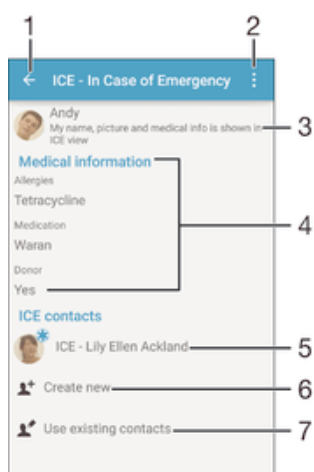 1 2
ICE - In Case of Emergency
Andy
My name, picture and medical info is shown in 3
ICE view
Medical information
Allergies
Tetracycline
4
Medication
Waran
Donor
Yes
ICE contacts
ICE - Lily Ellen Ackland 5
Create new 6
Use existing contacts 7